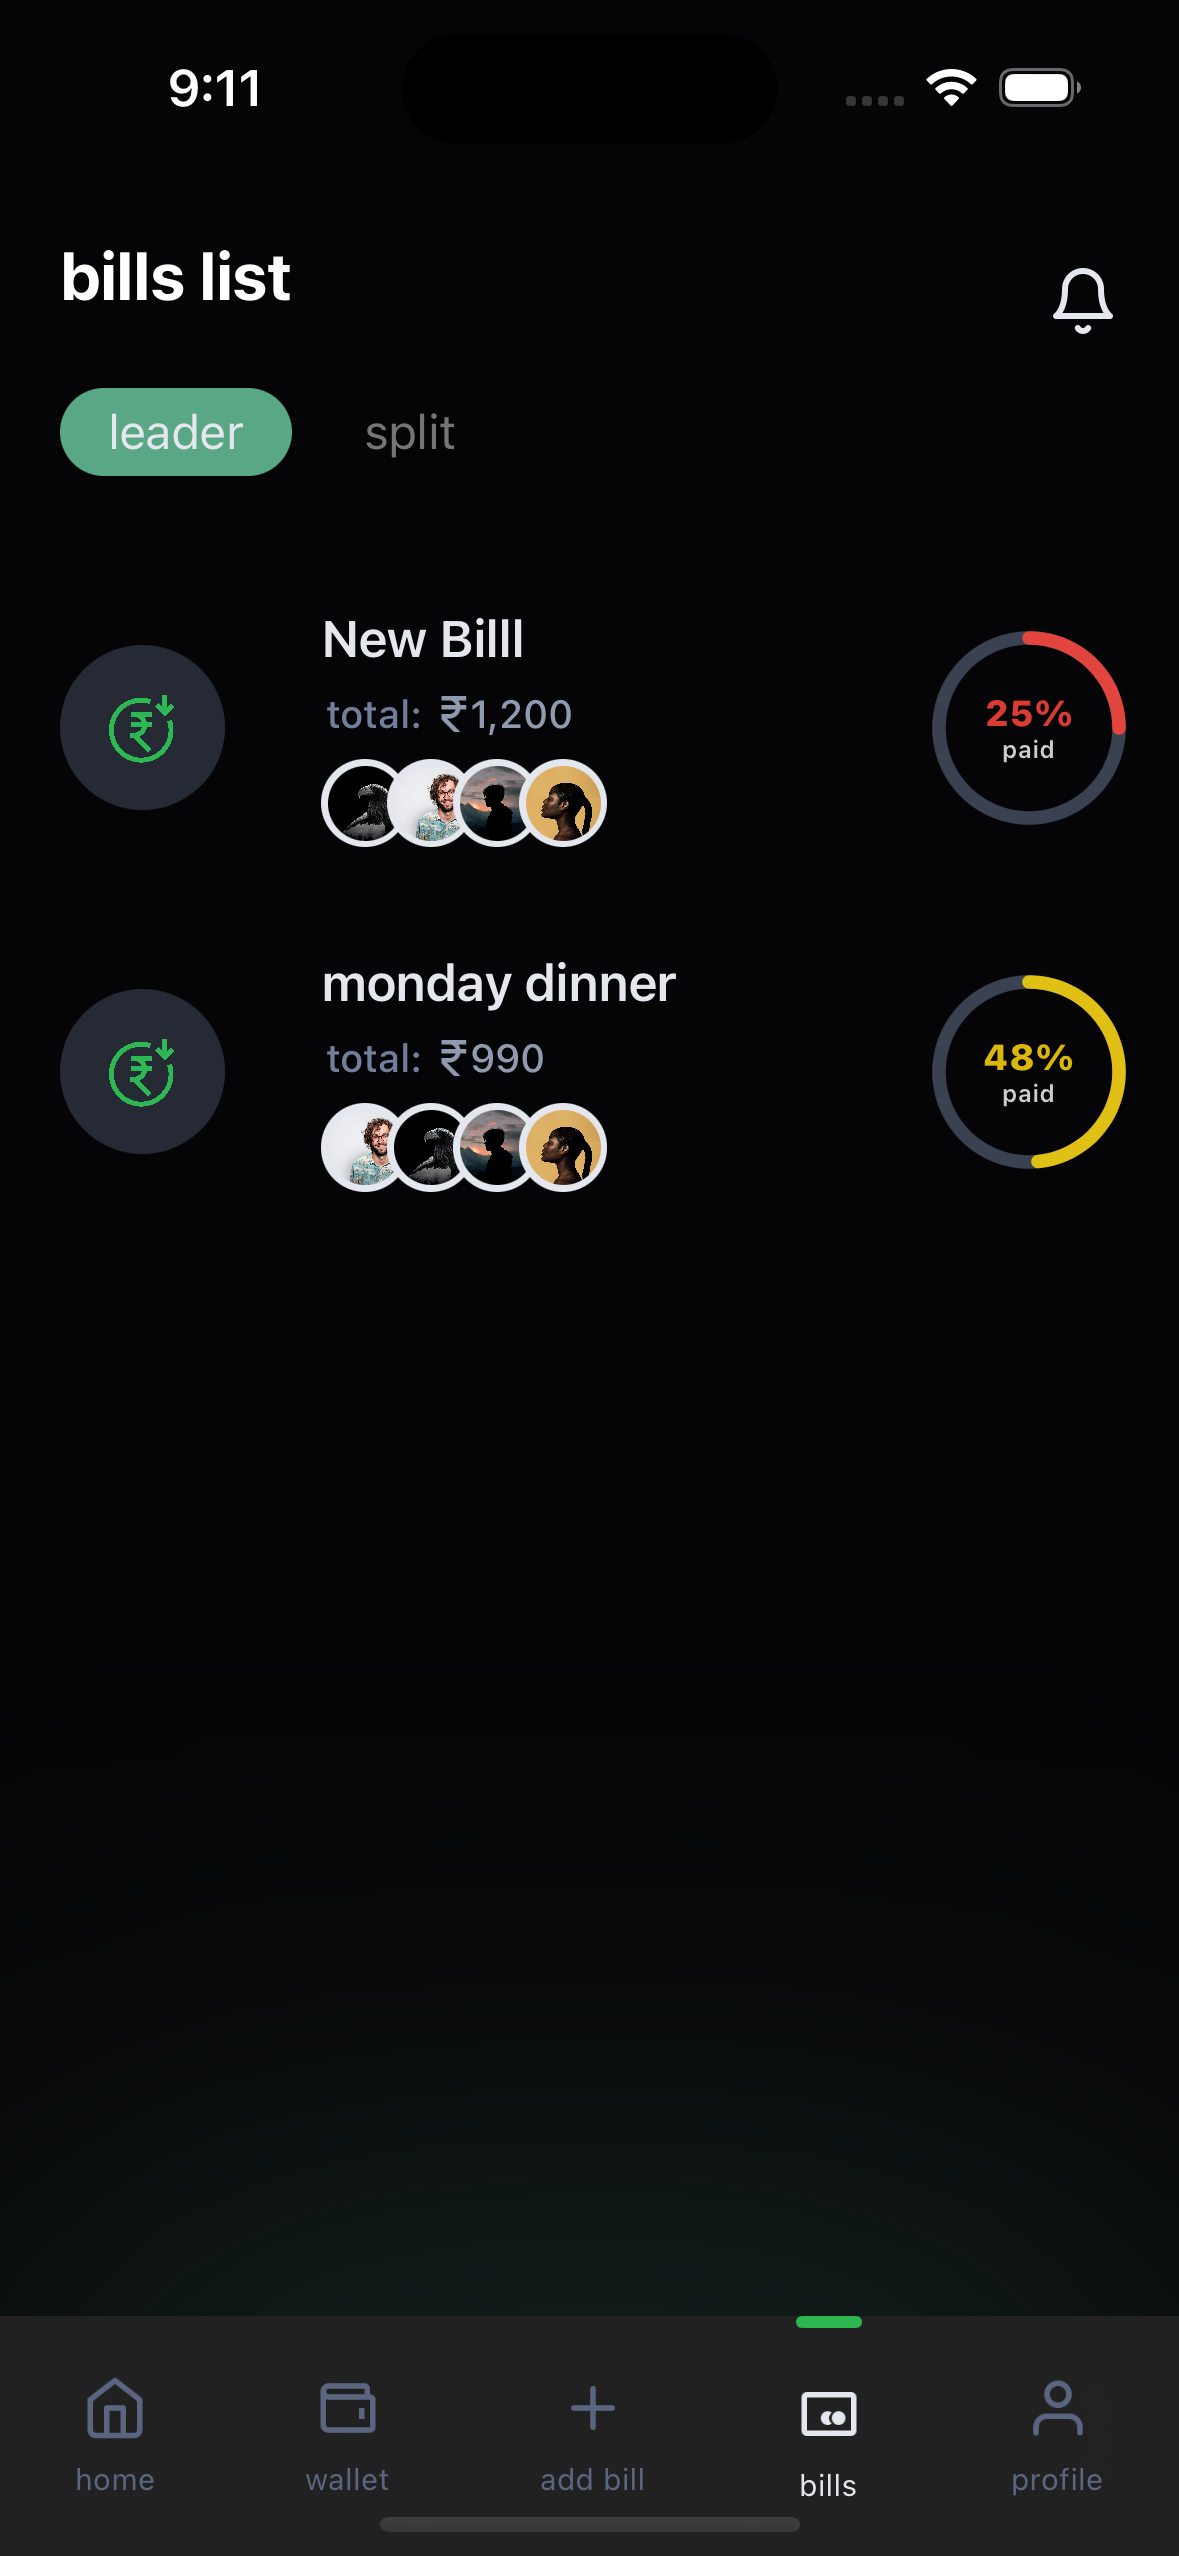 9:11
bills list
leader
split
New Billl
total: ₹1,200
25%
paid
monday dinner
total: ₹990
48%
paid
home
wallet
add bill
bills
profile